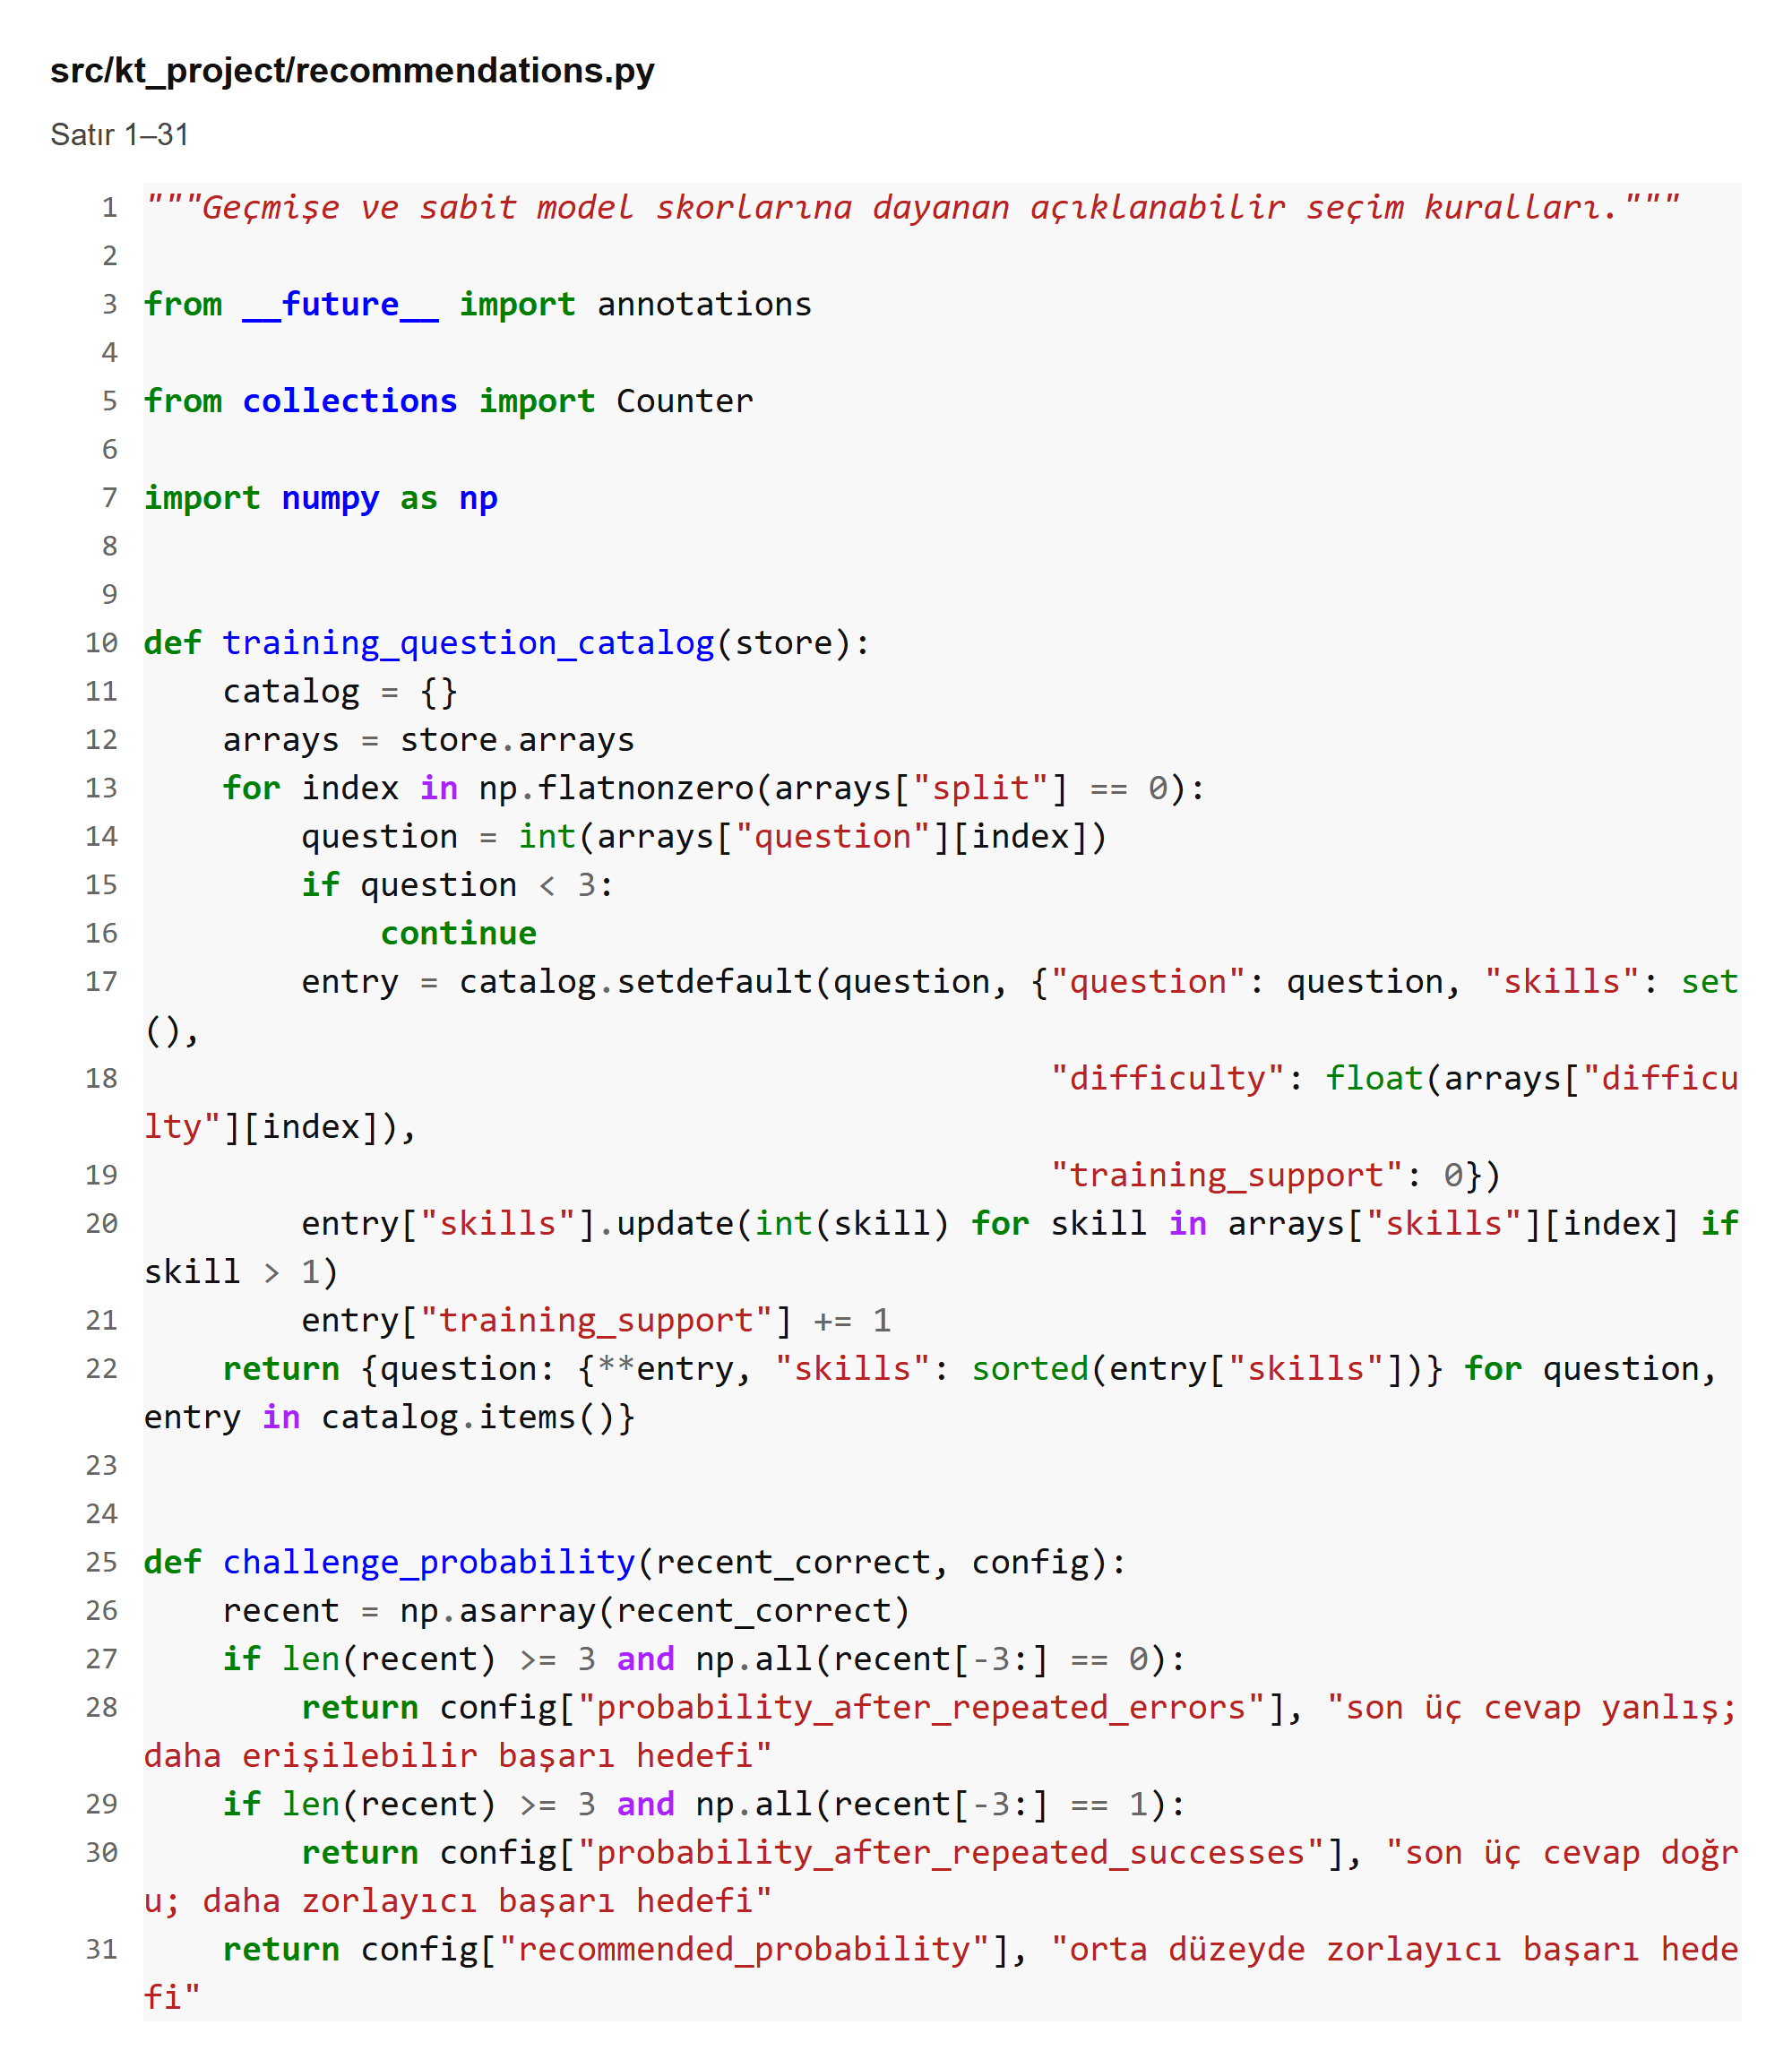 src/kt_project/recommendations.py
Satır 1–31
1 """Geçmişe ve sabit model skorlarına dayanan açıklanabilir seçim kuralları."""
2
3 from __future__ import annotations
4
5 from collections import Counter
6
7 import numpy as np
8
9
10 def training_question_catalog(store):
11     catalog = {}
12     arrays = store.arrays
13     for index in np.flatnonzero(arrays["split"] == 0):
14         question = int(arrays["question"][index])
15         if question < 3:
16             continue
17         entry = catalog.setdefault(question, {"question": question, "skills": set
(),
18                                               "difficulty": float(arrays["difficu
lty"][index]),
19                                               "training_support": 0})
20         entry["skills"].update(int(skill) for skill in arrays["skills"][index] if
skill > 1)
21         entry["training_support"] += 1
22     return {question: {**entry, "skills": sorted(entry["skills"])} for question,
entry in catalog.items()}
23
24
25 def challenge_probability(recent_correct, config):
26     recent = np.asarray(recent_correct)
27     if len(recent) >= 3 and np.all(recent[-3:] == 0):
28         return config["probability_after_repeated_errors"], "son üç cevap yanlış;
daha erişilebilir başarı hedefi"
29     if len(recent) >= 3 and np.all(recent[-3:] == 1):
30         return config["probability_after_repeated_successes"], "son üç cevap doğr
u; daha zorlayıcı başarı hedefi"
31     return config["recommended_probability"], "orta düzeyde zorlayıcı başarı hede
fi"